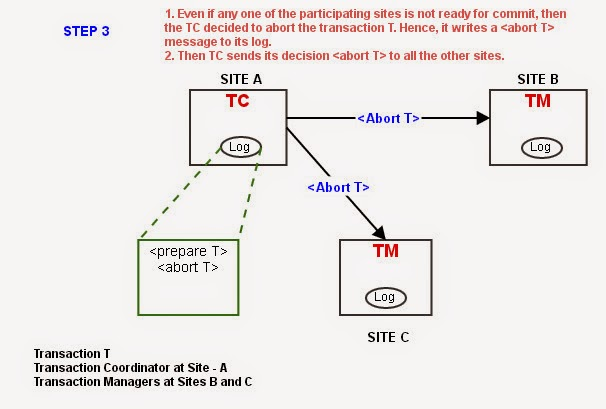 STEP 3
1. Even if any one of the participating sites is not ready for commit, then
the TC decided to abort the transaction T. Hence, it writes a <abort T>
message to its log.
2. Then TC sends its decision <abort T> to all the other sites.
SITE A
SITE B
TC
TM
<Abort T>
Log
Log
<Abort T>
<prepare T>
<abort T>
TM
Log
SITE C
Transaction T
Transaction Coordinator at Site - A
Transaction Managers at Sites B and C